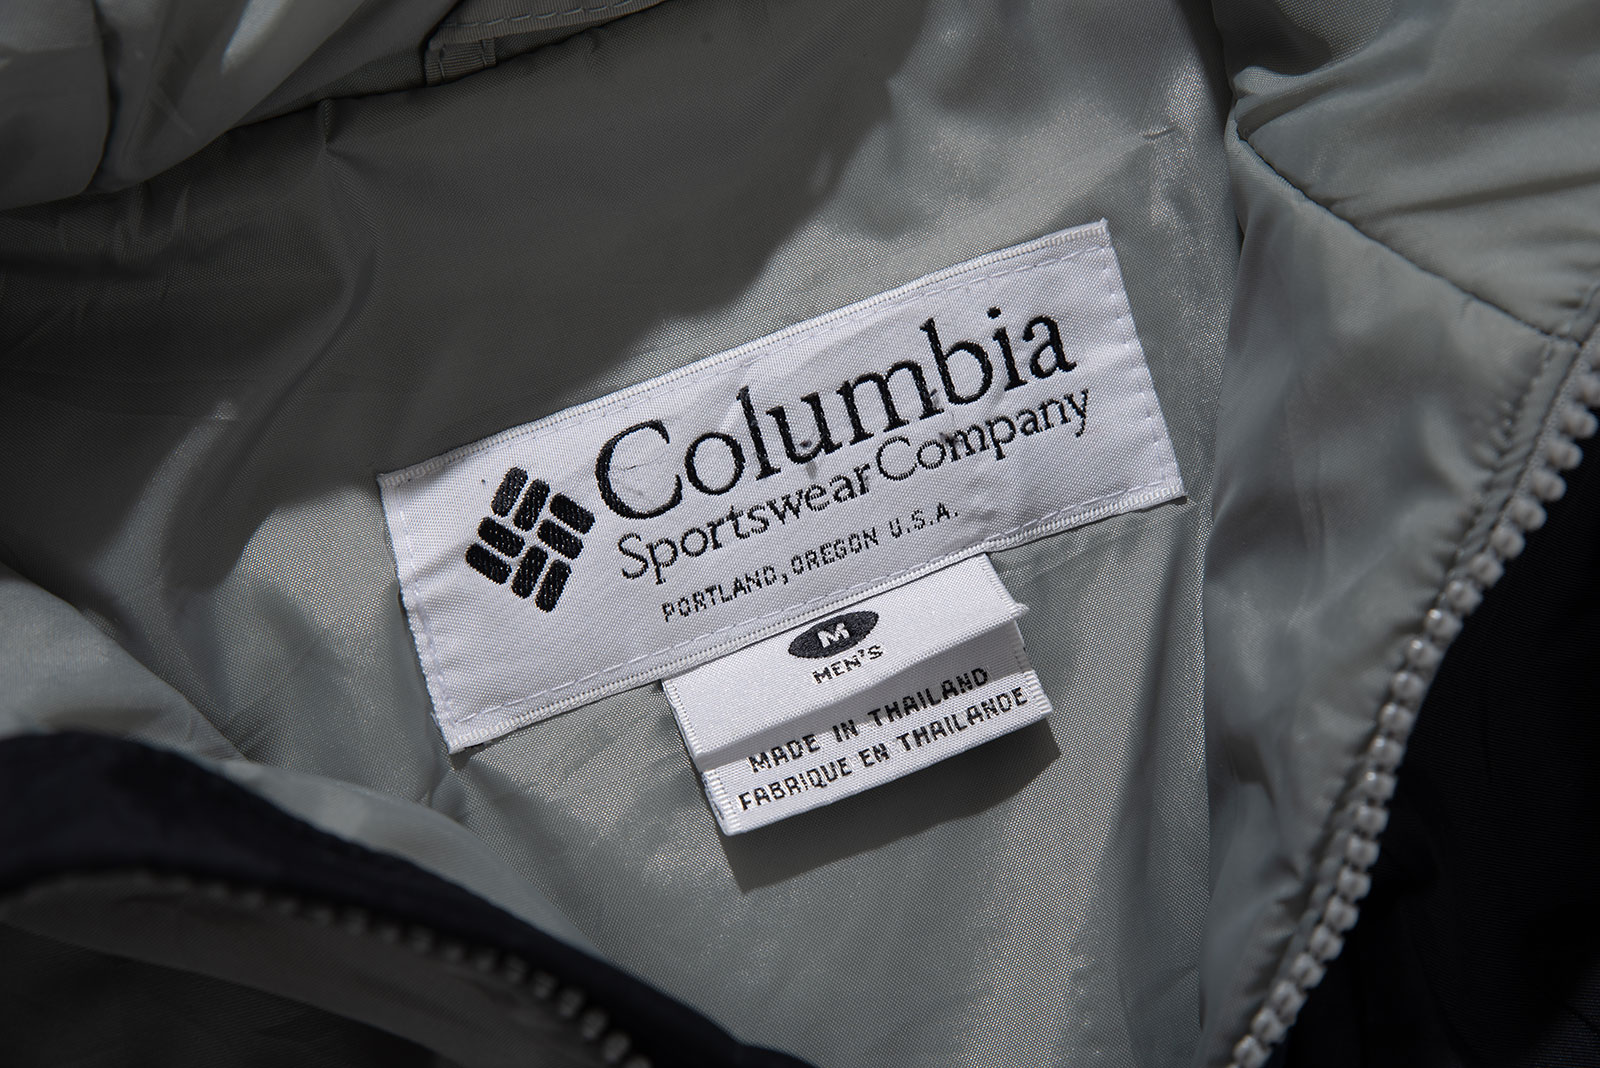 Columbia
Sportswear Company
PORTLAND, OREGON U.S.A.
M
MEN'S
MADE IN THAILAND
FABRIQUE EN THAILANDE